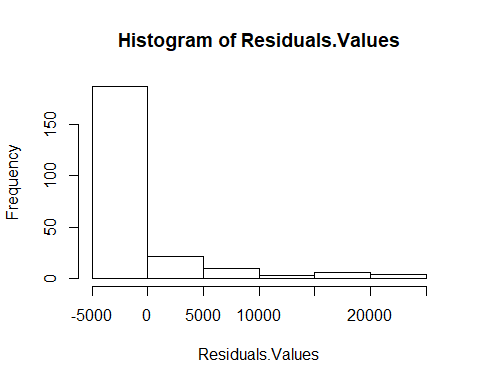 Histogram of Residuals.Values
Frequency
150
100
50
0
-5000 0 5000 10000 20000
Residuals.Values